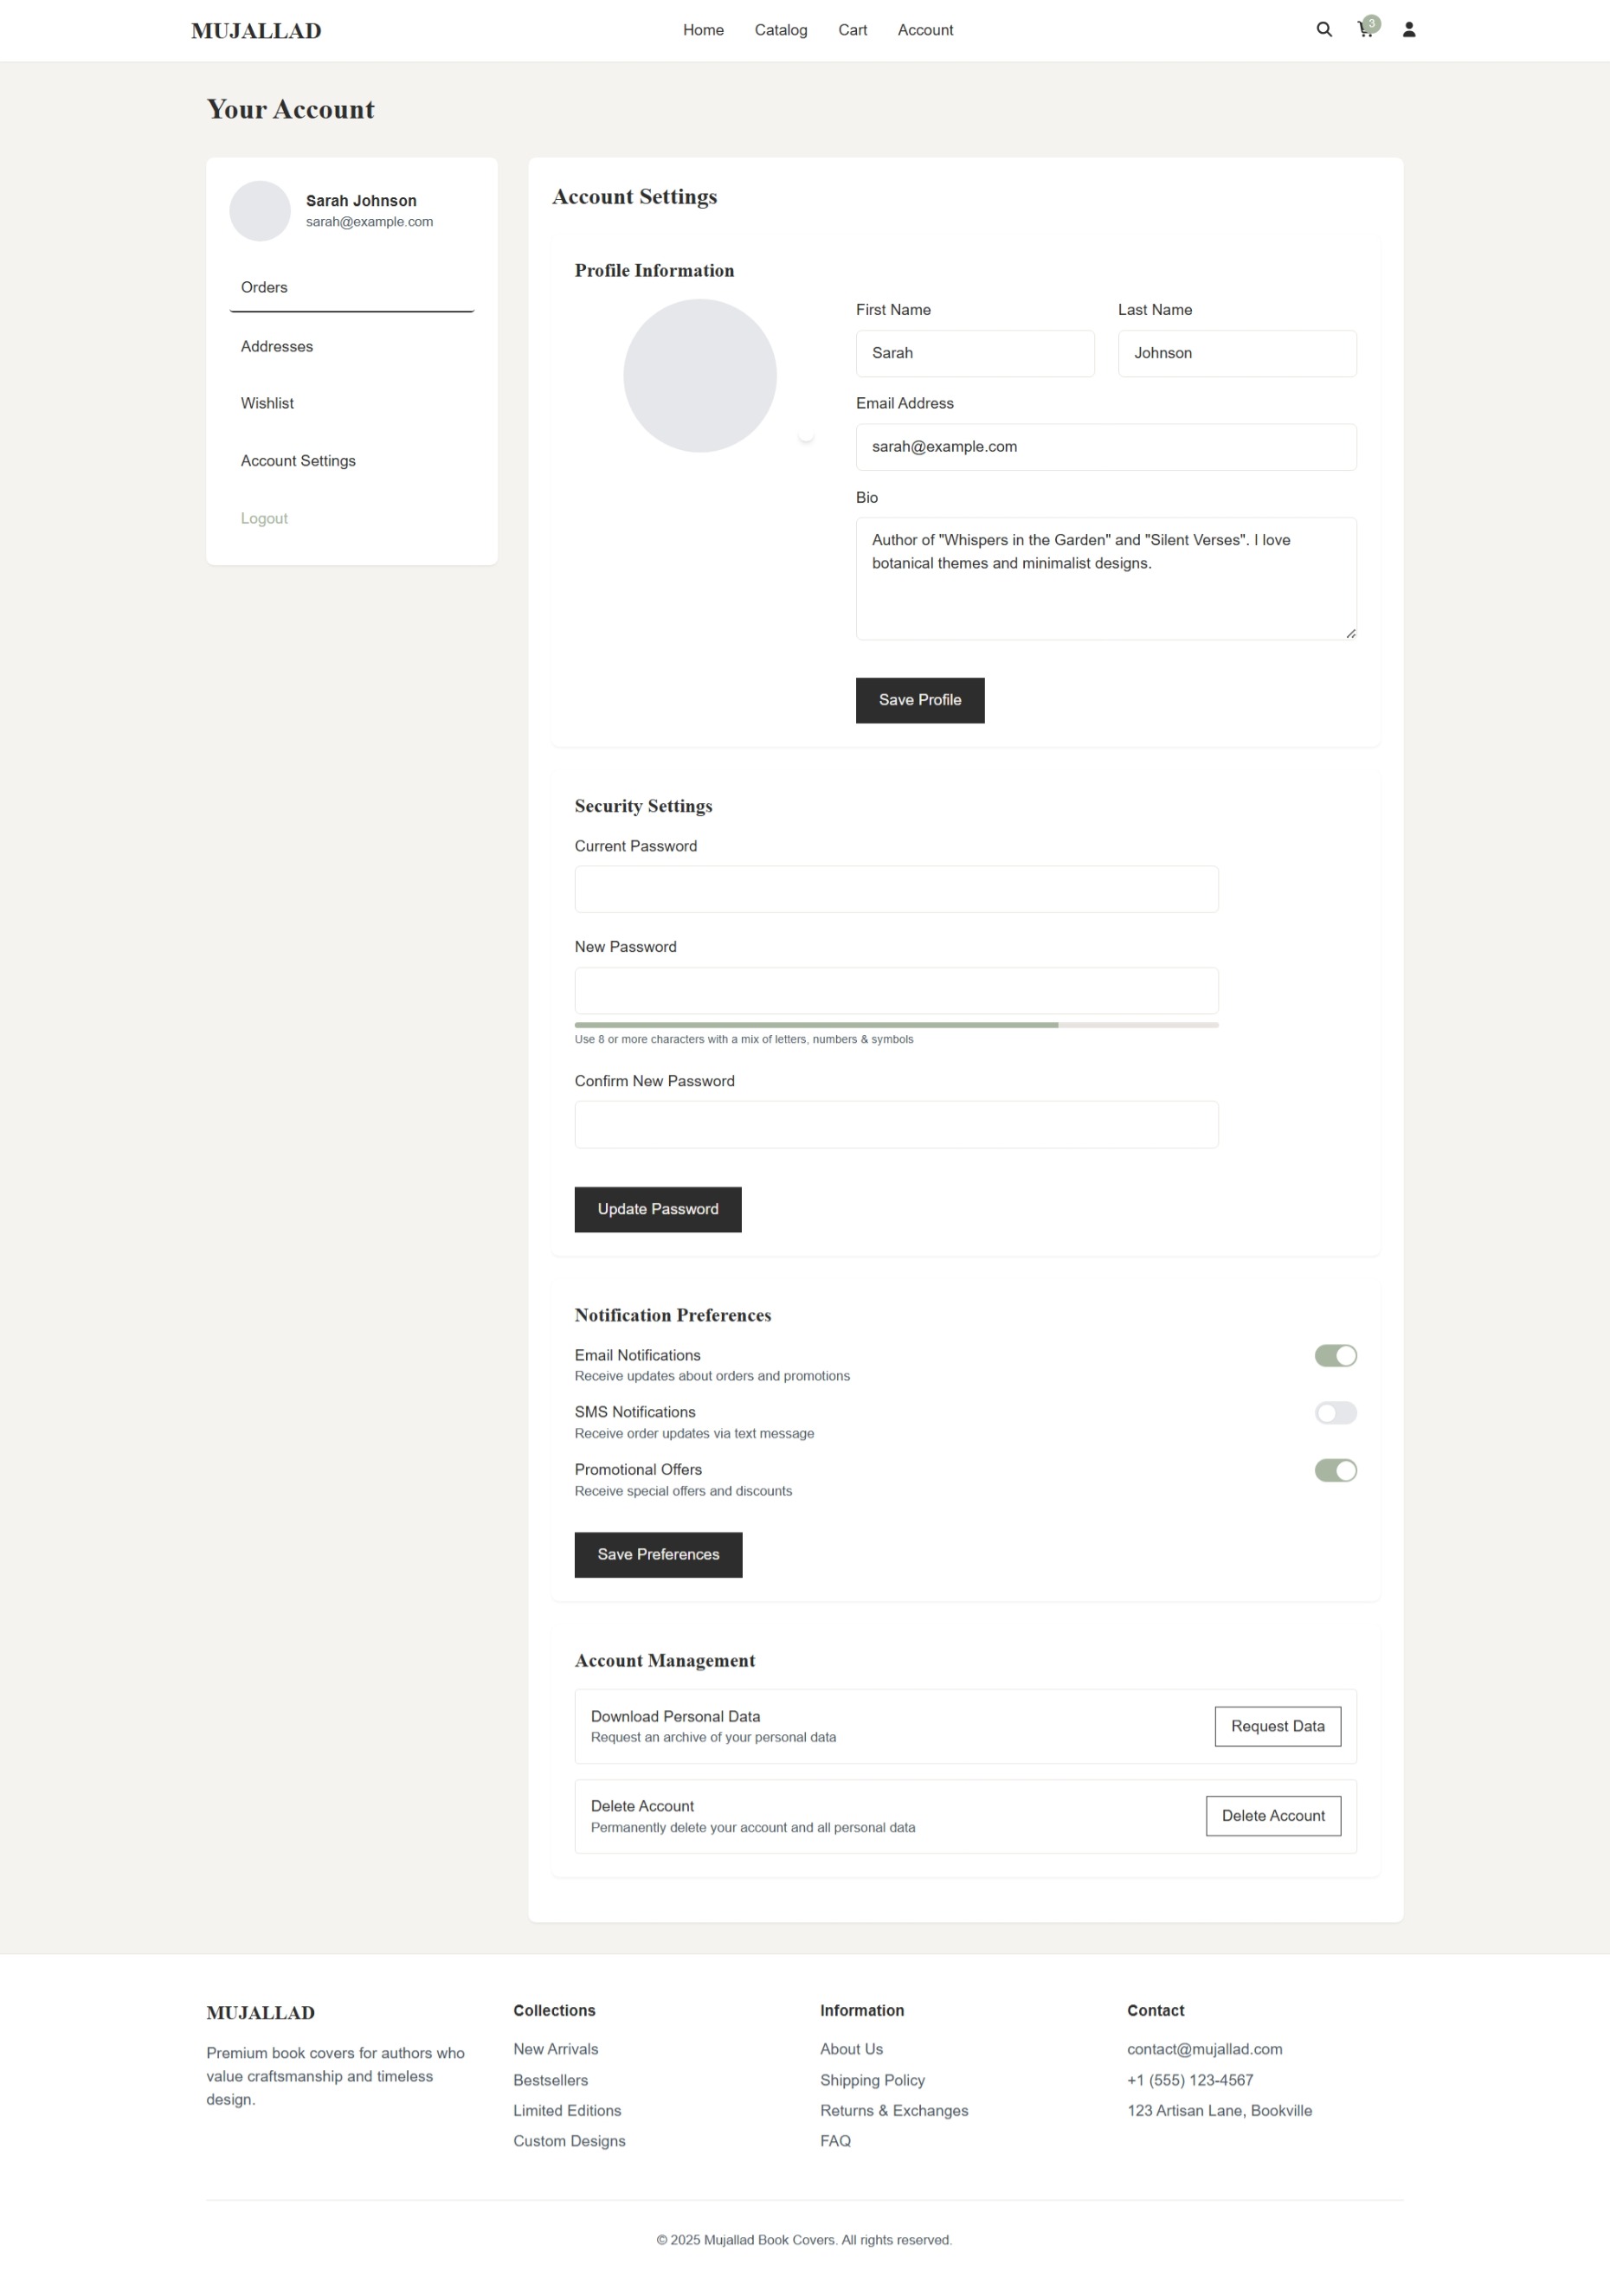 MUJALLAD
Home
Catalog
Cart
Account
3
Your Account
Sarah Johnson
sarah@example.com
Orders
Addresses
Wishlist
Account Settings
Logout
Account Settings
Profile Information
First Name
Last Name
Sarah
Johnson
Email Address
sarah@example.com
Bio
Author of "Whispers in the Garden" and "Silent Verses". I love
botanical themes and minimalist designs.
Save Profile
Security Settings
Current Password
New Password
Use 8 or more characters with a mix of letters, numbers & symbols
Confirm New Password
Update Password
Notification Preferences
Email Notifications
Receive updates about orders and promotions
SMS Notifications
Receive order updates via text message
Promotional Offers
Receive special offers and discounts
Save Preferences
Account Management
Download Personal Data
Request an archive of your personal data
Request Data
Delete Account
Permanently delete your account and all personal data
Delete Account
MUJALLAD
Premium book covers for authors who
value craftsmanship and timeless
design.
Collections
New Arrivals
Bestsellers
Limited Editions
Custom Designs
Information
About Us
Shipping Policy
Returns & Exchanges
FAQ
Contact
contact@mujallad.com
+1 (555) 123-4567
123 Artisan Lane, Bookville
© 2025 Mujallad Book Covers. All rights reserved.